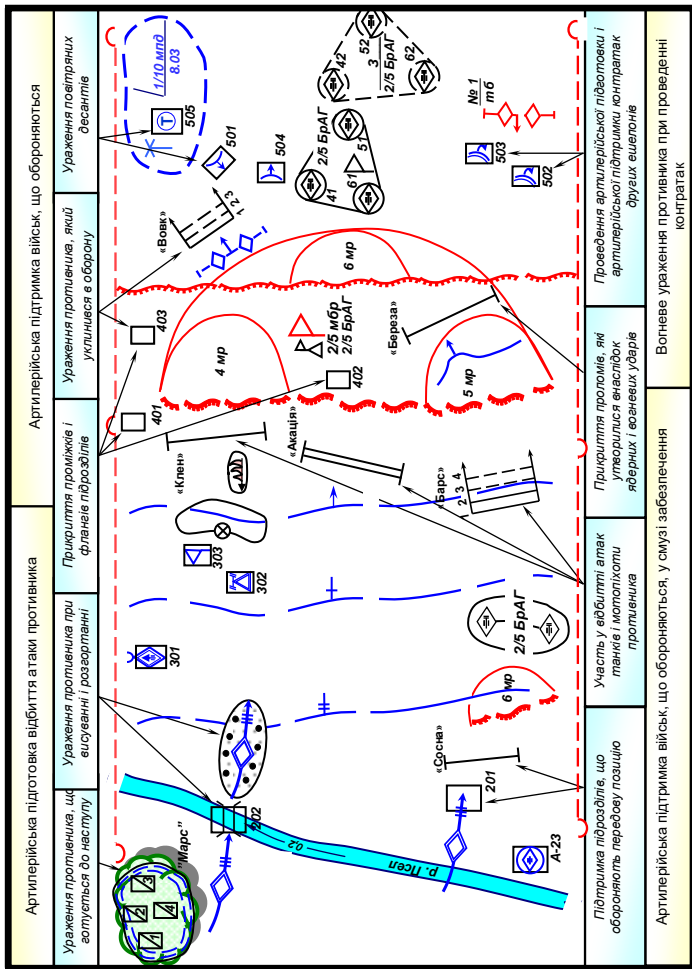 Артилерійська підготовка відбиття атаки противника
Артилерійська підтримка військ, що обороняються
Ураження противника, що
готується до наступу
Ураження противника при
висуванні і розгортанні
Прикриття проміжків і
флангів підрозділів
Ураження противника, який
уклинився в оборону
Ураження повітряних
десантів
1
2
3
4
"Марс"
202
0,2
р. Псел
А-23
201
«Сосна»
6 мр
2/5 БрАГ
301
302
303
«Клен»
«Акація»
«Барс»
2 3 4
401
402
403
4 мр
5 мр
6 мр
2/5 мбр
2/5 БрАГ
«Береза»
«Вовк»
1 2 3
501
504
505
Т
1/10 мпд
8.03
41
51
61
2/5 БрАГ
42
52
62
3
2/5 БрАГ
502
503
№ 1
тб
Підтримка підрозділів, що
обороняють передову позицію
Участь у відбитті атак
танків і мотопіхоти
противника
Прикриття проломів, які
утворилися внаслідок
ядерних і вогневих ударів
Проведення артилерійської підготовки і
артилерійської підтримки контратак
других ешелонів
Артилерійська підтримка військ, що обороняються, у смузі забезпечення
Вогневе ураження противника при проведенні
контратак